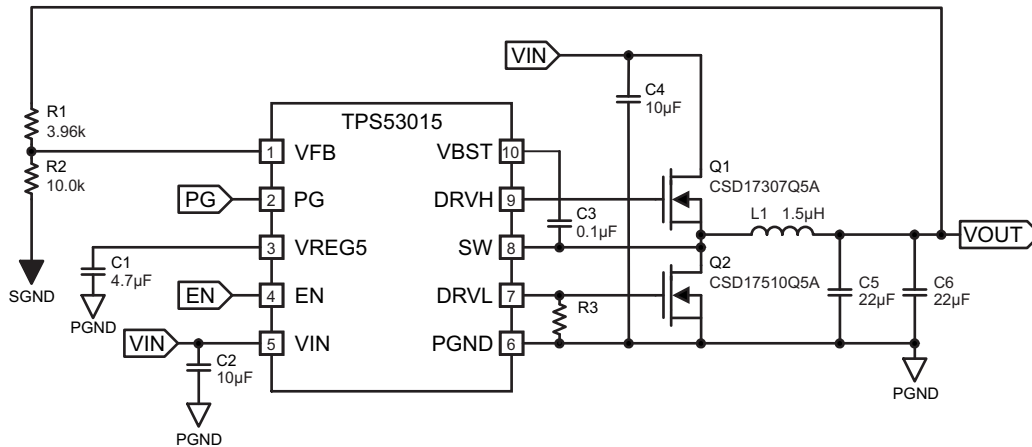 VIN
C4
10µF
R1
3.96k
TPS53015
R2
10.0k
1
VFB
VBST
10
Q1
CSD17307Q5A
PG
2
PG
DRVH
9
C3
0.1µF
L1 1.5µH
VOUT
3
VREG5
SW
8
C1
4.7µF
SGND
PGND
EN
4
EN
DRVL
7
R3
Q2
CSD17510Q5A
C5
22µF
C6
22µF
VIN
5
VIN
PGND
6
C2
10µF
PGND
PGND